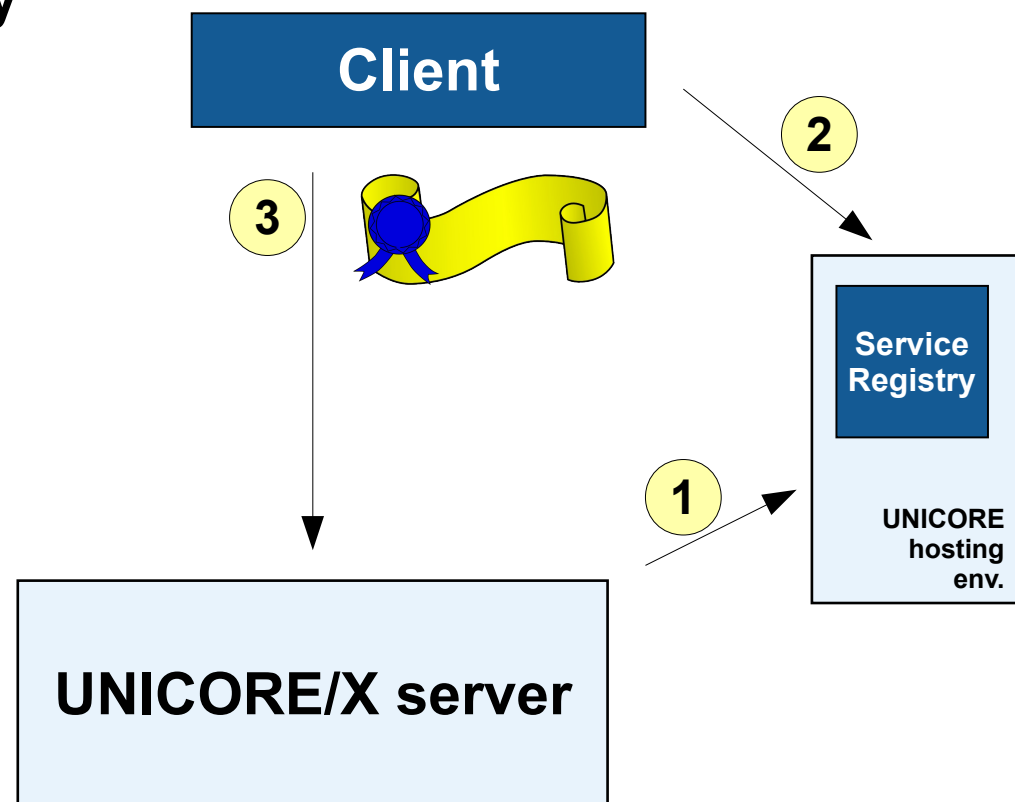 y
Client
2
3
Service
Registry
1
UNICORE
hosting
env.
UNICORE/X server